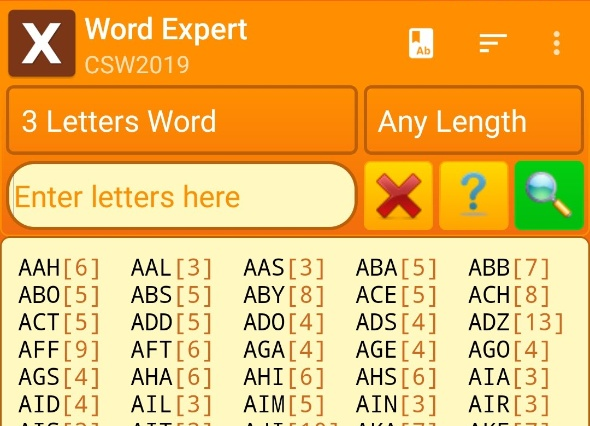 X
Word Expert
CSW2019
Ab
3 Letters Word
Any Length
Enter letters here
?
AAH[6] AAL[3] AAS[3] ABA[5] ABB[7]
ABO[5] ABS[5] ABY[8] ACE[5] ACH[8]
ACT[5] ADD[5] ADO[4] ADS[4] ADZ[13]
AFF[9] AFT[6] AGA[4] AGE[4] AGO[4]
AGS[4] AHA[6] AHI[6] AHS[6] AIA[3]
AID[4] AIL[3] AIM[5] AIN[3] AIR[3]